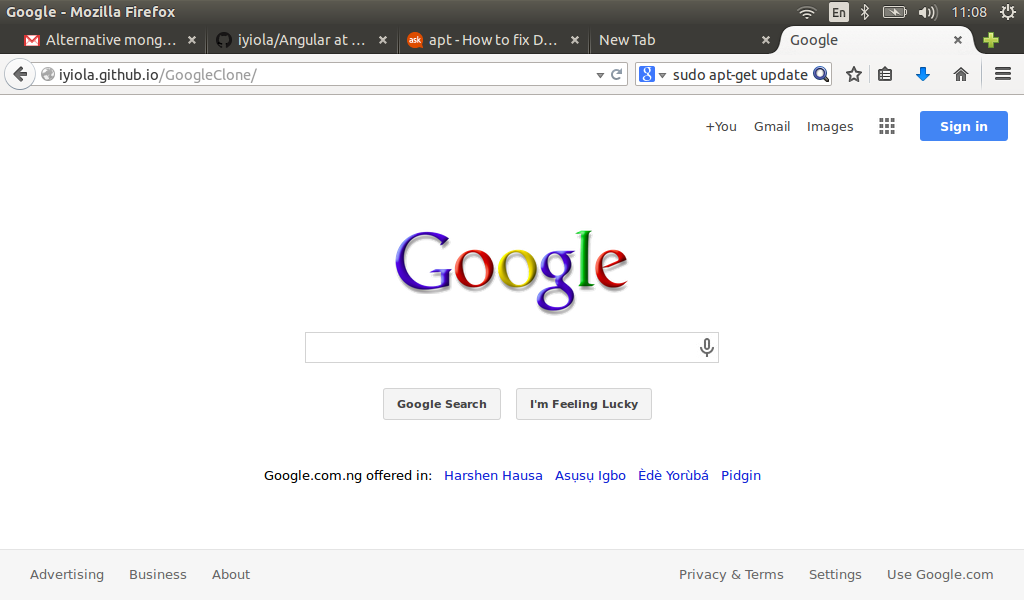 Google - Mozilla Firefox En 11:08
Alternative mong... iyiola/Angular at ... ask apt - How to fix D... New Tab Google
iyiola.github.io/GoogleClone/ 8 sudo apt-get update
+You Gmail Images Sign in
Google
Google Search I'm Feeling Lucky
Google.com.ng offered in: Harshen Hausa Asụsụ Igbo Èdè Yorùbá Pidgin
Advertising Business About Privacy & Terms Settings Use Google.com